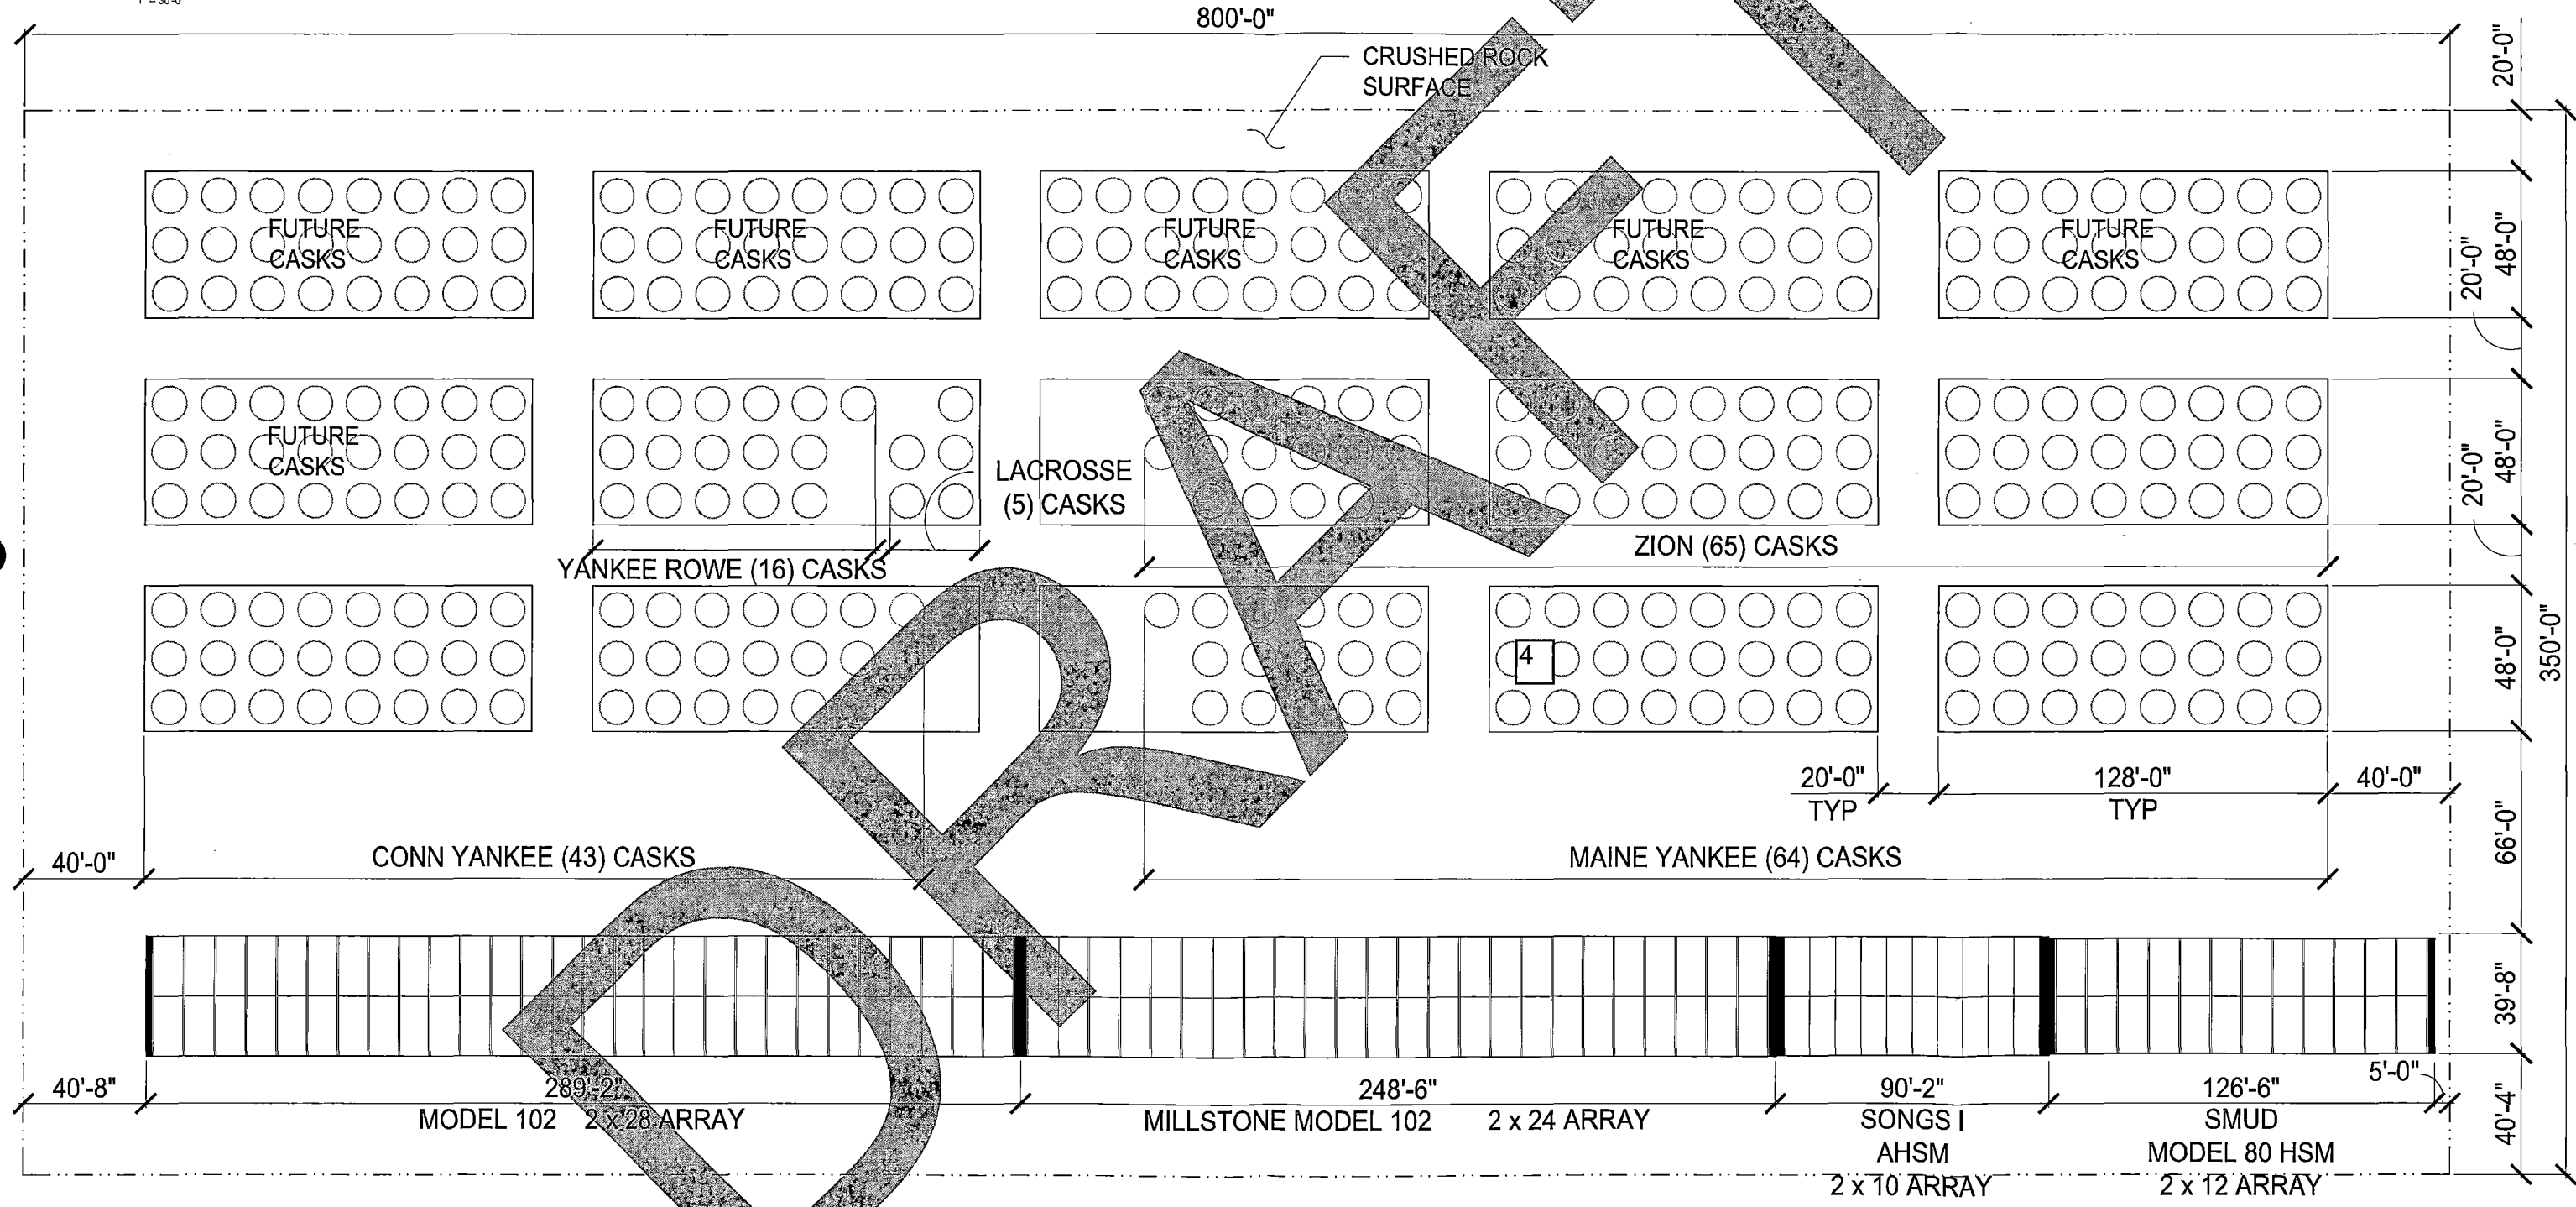 1" = 30'-0"
800'-0"
20'-0"
CRUSHED ROCK
SURFACE
FUTURE
CASKS
FUTURE
CASKS
FUTURE
CASKS
FUTURE
CASKS
FUTURE
CASKS
48'-0"
20'-0"
FUTURE
CASKS
LACROSSE
(5) CASKS
48'-0"
20'-0"
YANKEE ROWE (16) CASKS
ZION (65) CASKS
4
48'-0"
350'-0"
20'-0"
TYP
128'-0"
TYP
40'-0"
66'-0"
40'-0"
CONN YANKEE (43) CASKS
MAINE YANKEE (64) CASKS
39'-8"
40'-8"
289'-2"
MODEL 102 2 x 28 ARRAY
248'-6"
MILLSTONE MODEL 102 2 x 24 ARRAY
90'-2"
SONGS I
AHSM
2 x 10 ARRAY
126'-6"
SMUD
MODEL 80 HSM
2 x 12 ARRAY
5'-0"
40'-4"
DRAFT